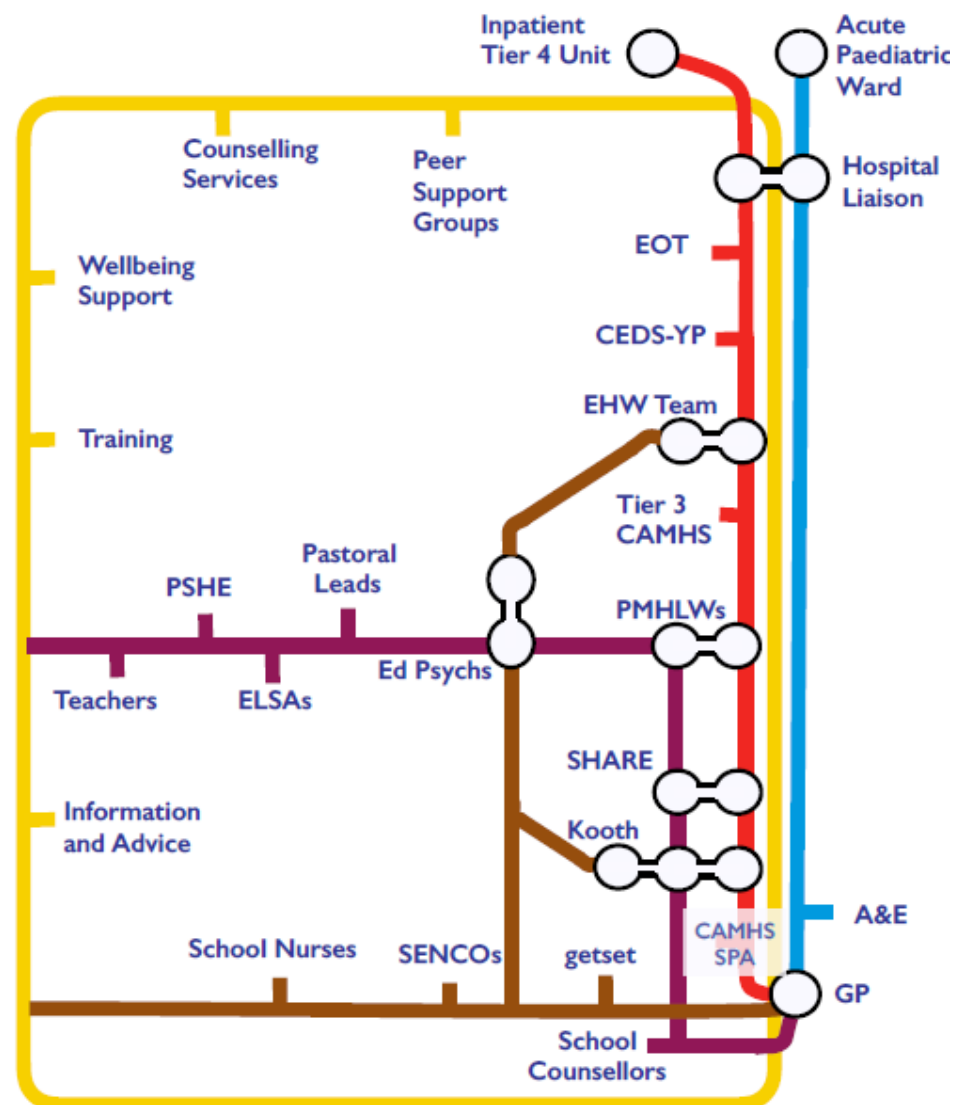 Inpatient
Tier 4 Unit
Acute
Paediatric
Ward
Counselling
Services
Peer
Support
Groups
Hospital
Liaison
EOT
Wellbeing
Support
CEDS-YP
EHW Team
Training
Tier 3
CAMHS
Pastoral
Leads
PSHE
PMHLWs
Ed Psychs
Teachers
ELSAs
SHARE
Information
and Advice
Kooth
A&E
CAMHS
SPA
School Nurses
SENCOs
getset
GP
School
Counsellors